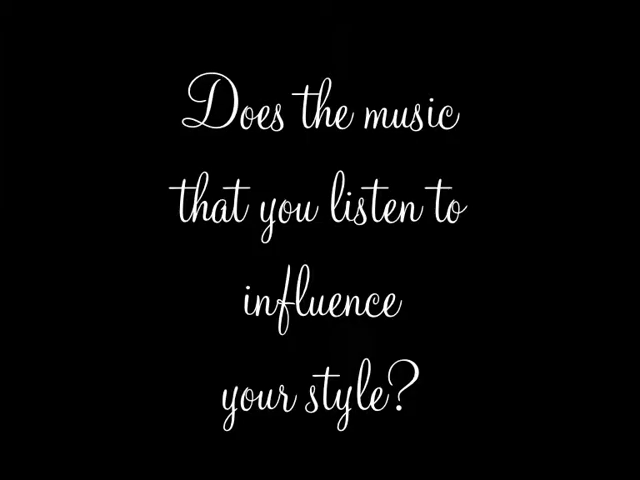 Does the music
that you listen to
influence
your style?